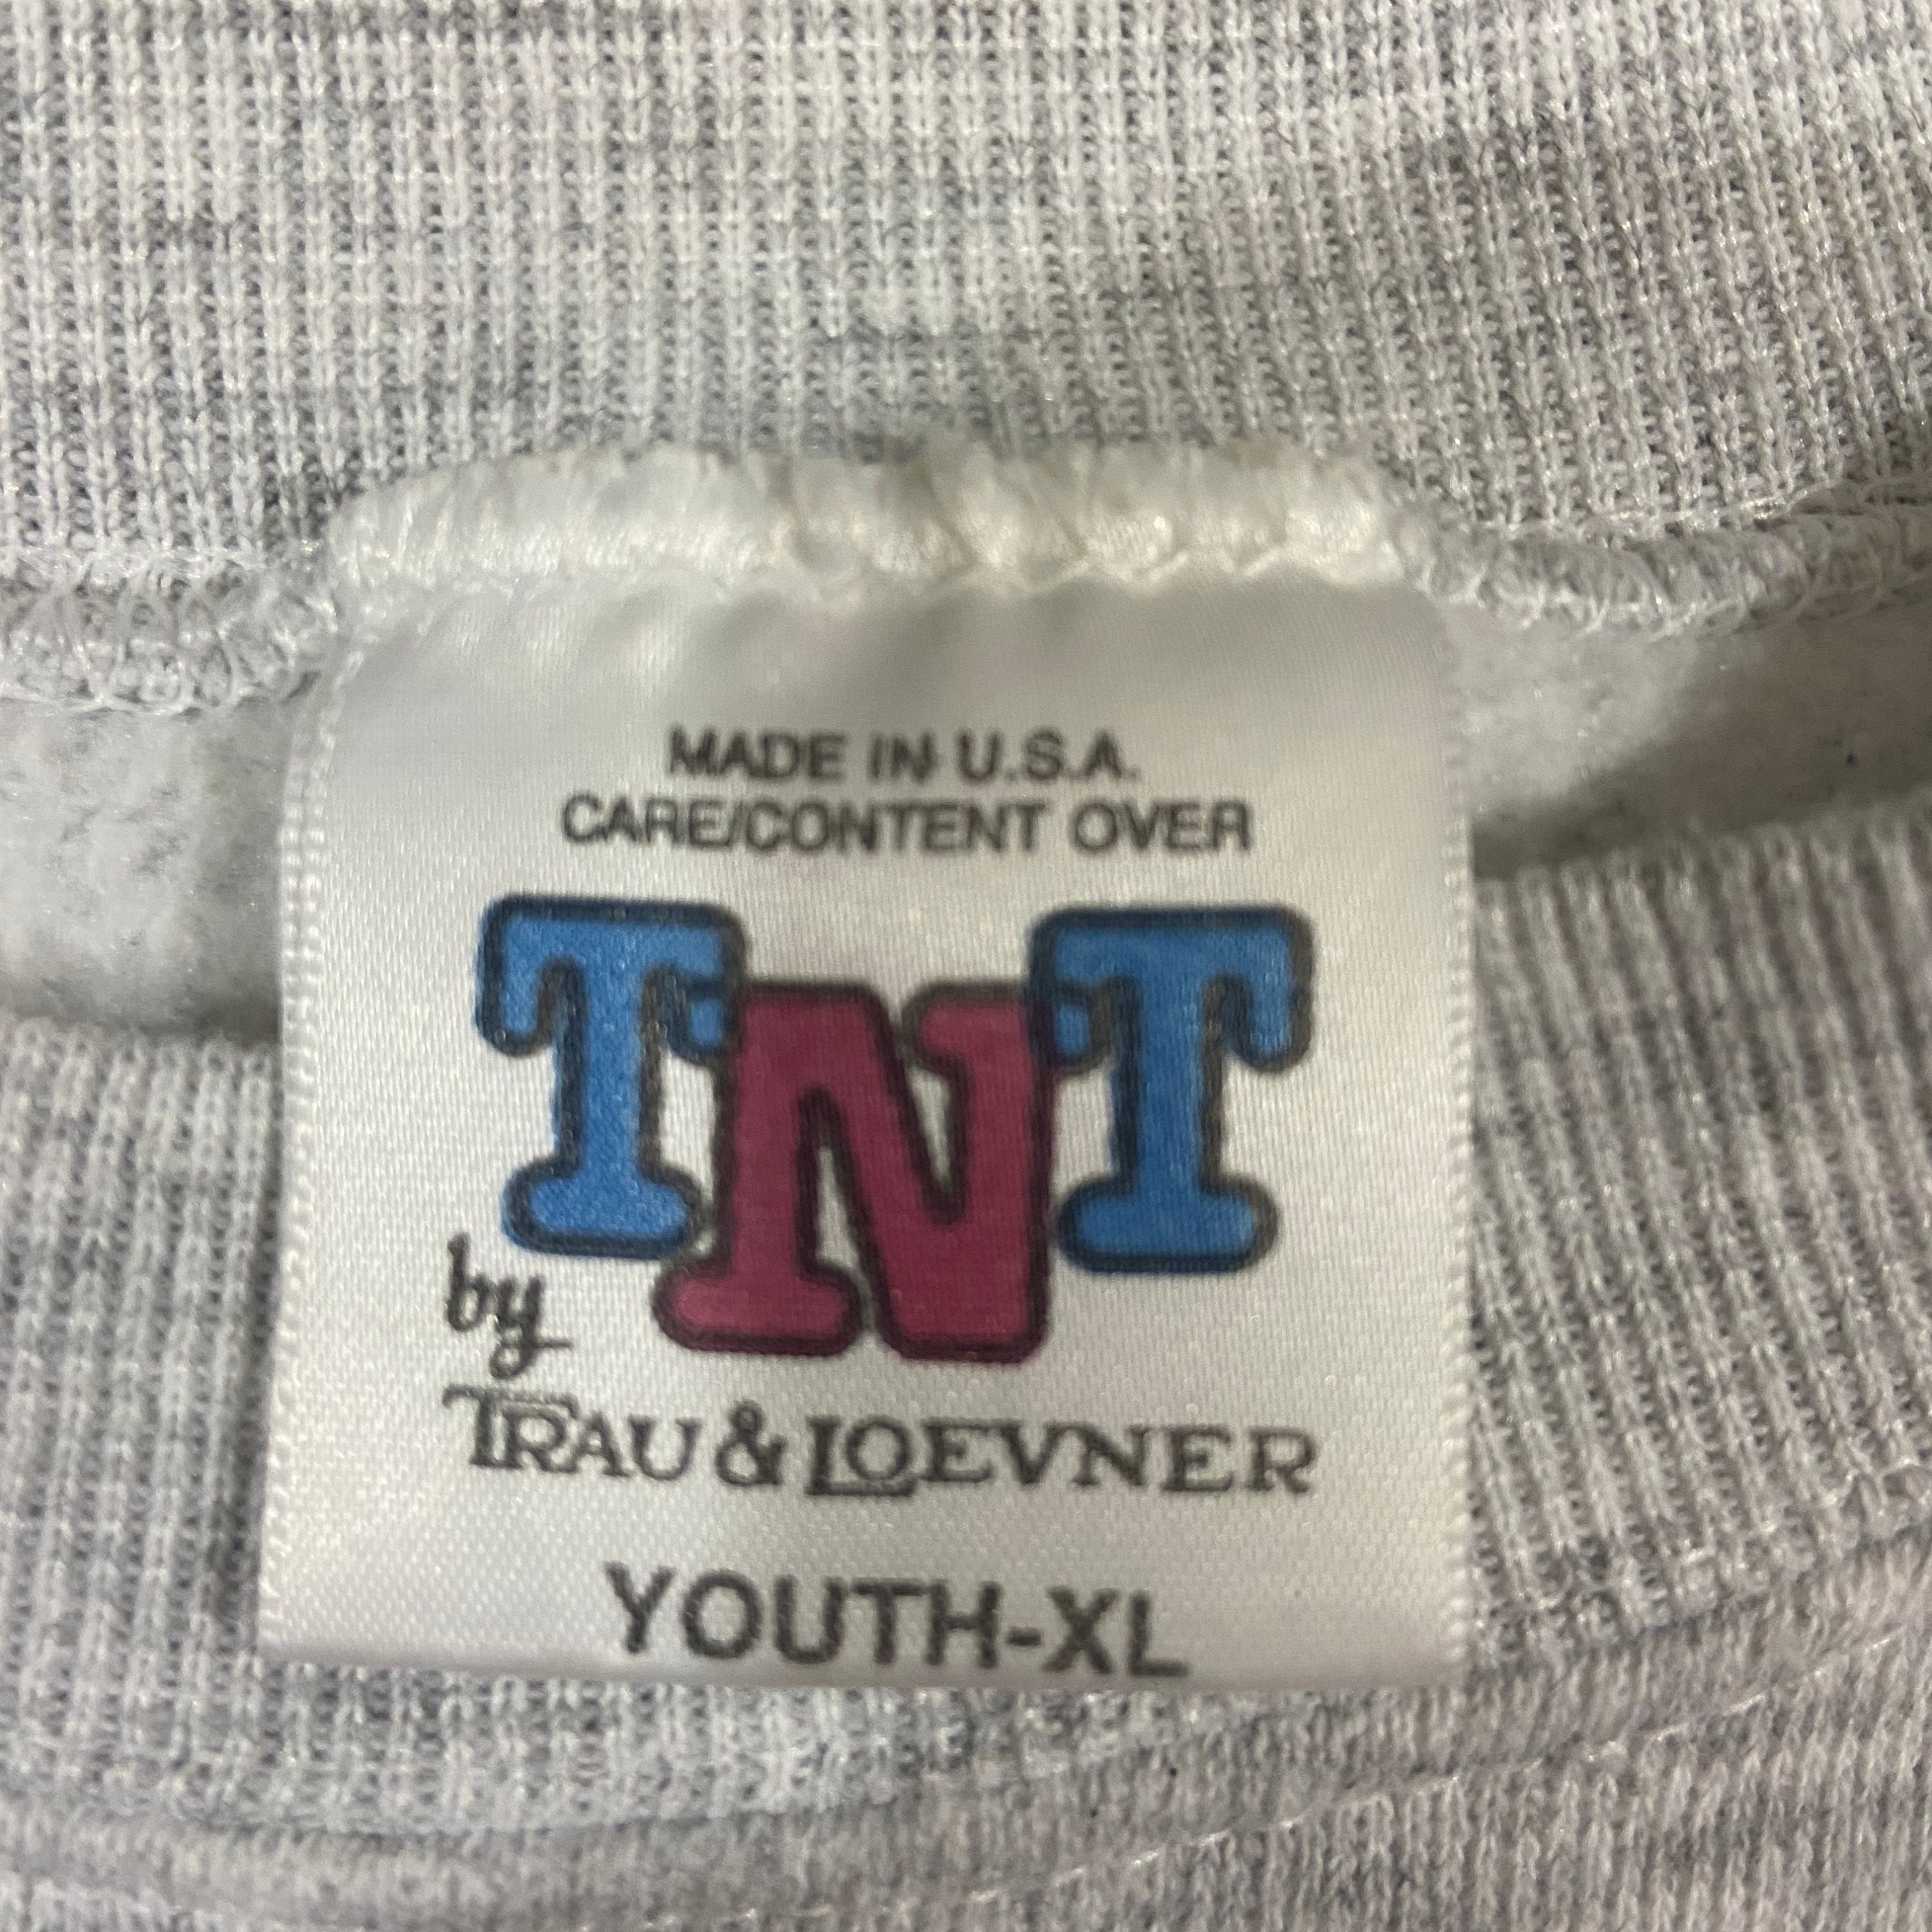 MADE IN U.S.A.
CARE/CONTENT OVER
TNT
by
TRAU & LOEVNER
YOUTH-XL